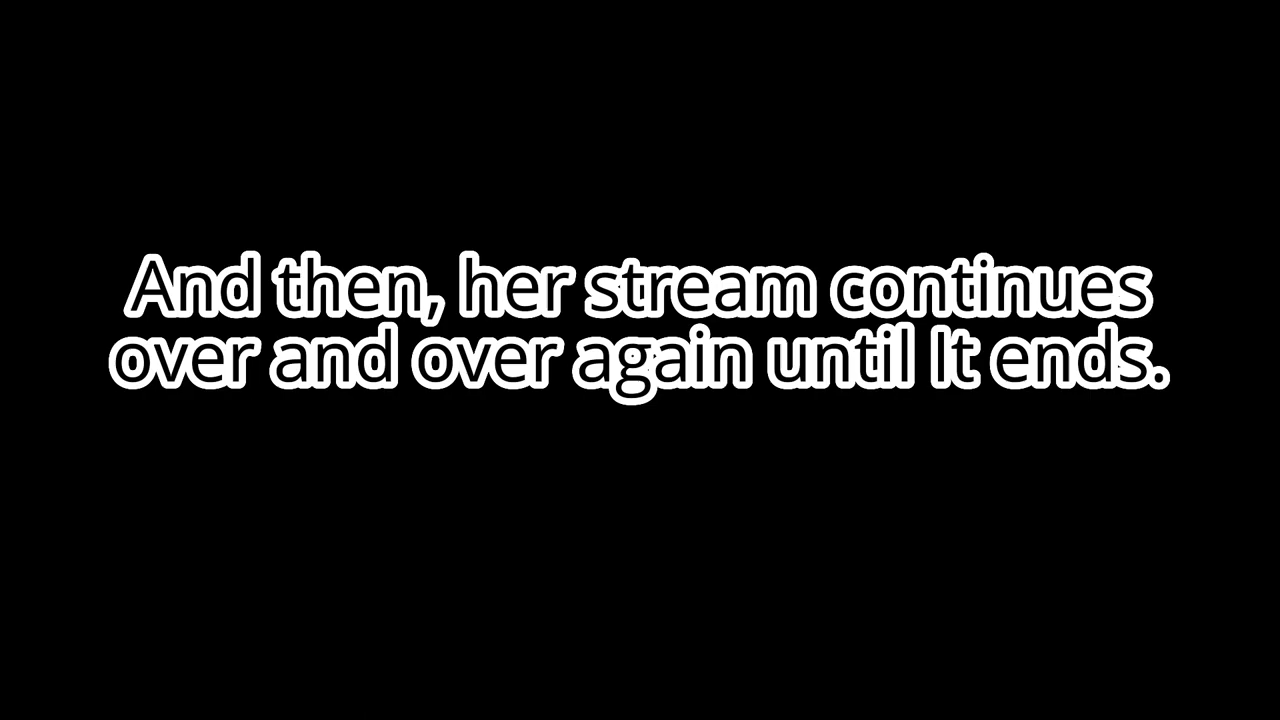 And then, her stream continues
over and over again until It ends.